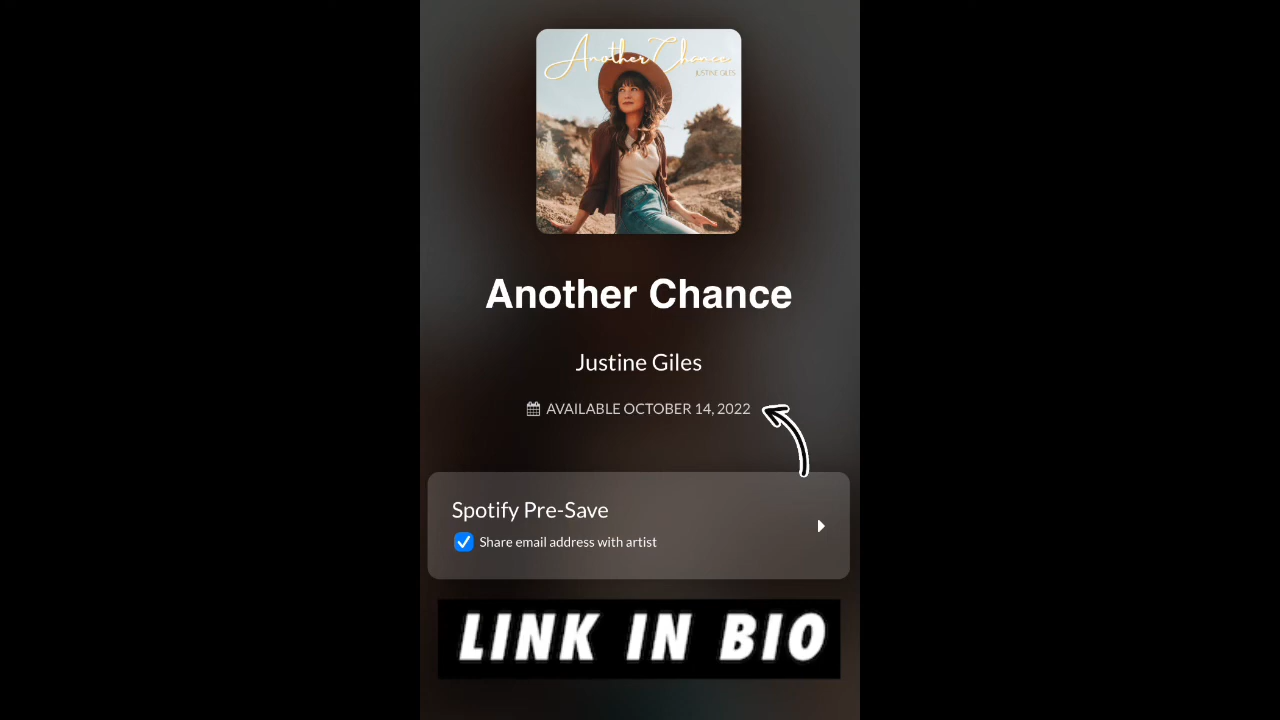 Another Chance
JUSTINE GILES
Another Chance
Justine Giles
AVAILABLE OCTOBER 14, 2022
Spotify Pre-Save
Share email address with artist
LINK IN BIO